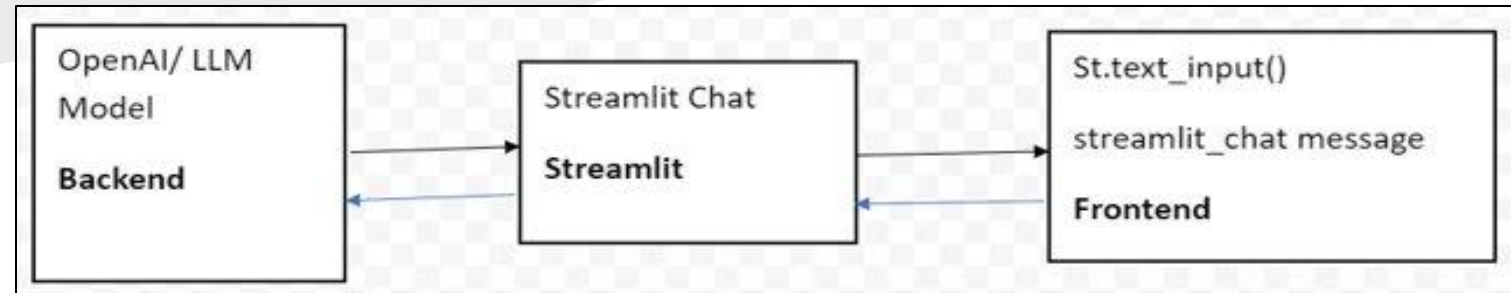 OpenAI/ LLM
Model
Backend
Streamlit Chat
Streamlit
St.text_input()
streamlit_chat message
Frontend